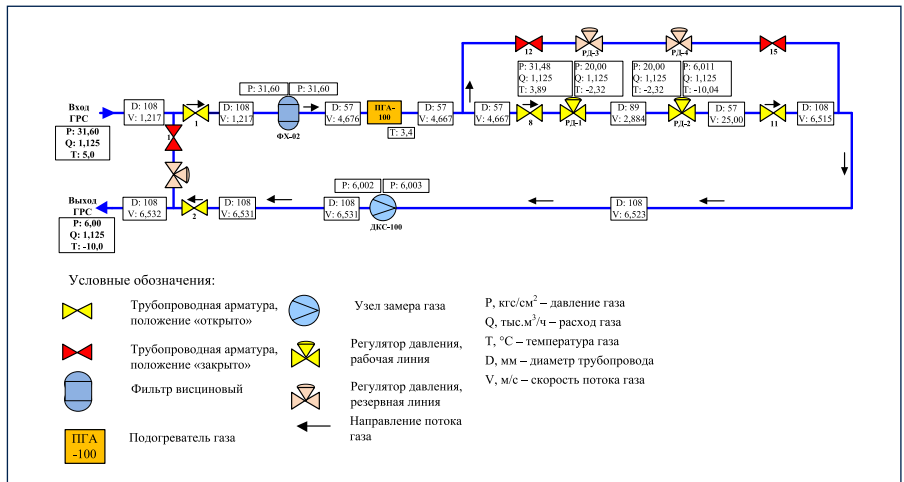 12
РД-3
РД-4
15
P: 31,60
P: 31,60
P: 31,48
Q: 1,125
T: 3,89
P: 20,00
Q: 1,125
T: -2,32
P: 20,00
Q: 1,125
T: -2,32
P: 6,011
Q: 1,125
T: -10,04
Вход
ГРС
P: 31,60
Q: 1,125
T: 5,0
D: 108
V: 1,217
1
D: 108
V: 1,217
ФХ-02
D: 57
V: 4,676
ПГА-
100
D: 57
V: 4,667
T: 3,4
D: 57
V: 4,667
8
РД-1
D: 89
V: 2,884
РД-2
D: 57
V: 25,00
11
D: 108
V: 6,515
Выход
ГРС
P: 6,00
Q: 1,125
T: -10,0
D: 108
V: 6,532
2
D: 108
V: 6,531
P: 6,002
P: 6,003
D: 108
V: 6,531
ДКС-100
D: 108
V: 6,523
Условные обозначения:
Трубопроводная арматура,
положение «открыто»
Трубопроводная арматура,
положение «закрыто»
Фильтр висциновый
ПГА
-100
Подогреватель газа
Узел замера газа
Регулятор давления,
рабочая линия
Регулятор давления,
резервная линия
Направление потока
газа
P, кгс/см² – давление газа
Q, тыс.м³/ч – расход газа
T, °C – температура газа
D, мм – диаметр трубопровода
V, м/с – скорость потока газа